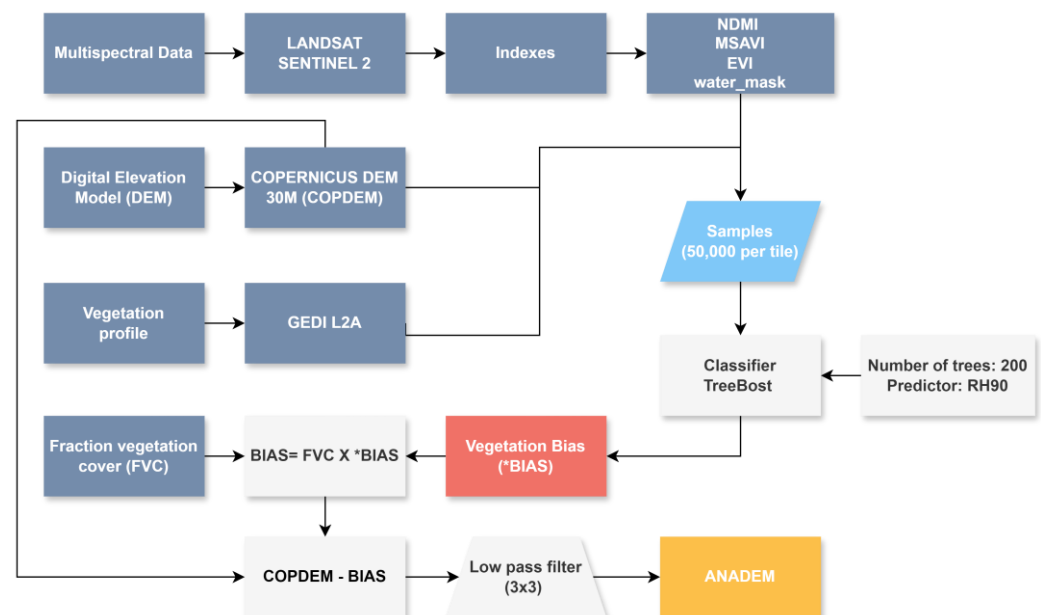 Multispectral Data
LANDSAT
SENTINEL 2
Indexes
NDMI
MSAVI
EVI
water_mask
Digital Elevation
Model (DEM)
COPERNICUS DEM
30M (COPDEM)
Samples
(50,000 per tile)
Vegetation
profile
GEDI L2A
Classifier
TreeBost
Number of trees: 200
Predictor: RH90
Fraction vegetation
cover (FVC)
BIAS= FVC X *BIAS
Vegetation Bias
(*BIAS)
COPDEM - BIAS
Low pass filter
(3x3)
ANADEM